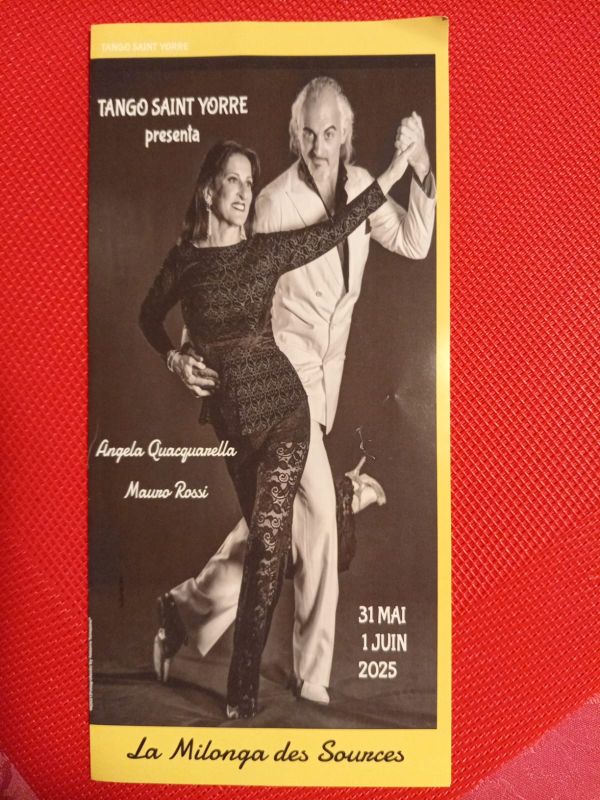 TANGO SAINT YORRE
TANGO SAINT YORRE
presenta
Angela Quacquarella
Mauro Rossi
31 MAI
1 JUIN
2025
La Milonga des Sources